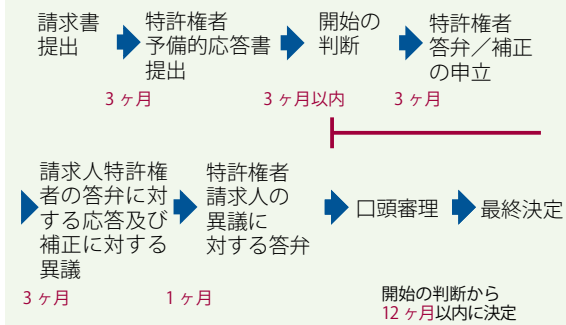 請求書
提出
特許権者
予備的応答書
提出
開始の
判断
特許権者
答弁／補正
の申立
3 ヶ月
3 ヶ月以内
3 ヶ月
請求人特許権
者の答弁に対
する応答及び
補正に対する
異議
特許権者
請求人の
異議に
対する答弁
口頭審理
最終決定
3 ヶ月
1 ヶ月
開始の判断から
12 ヶ月以内に決定